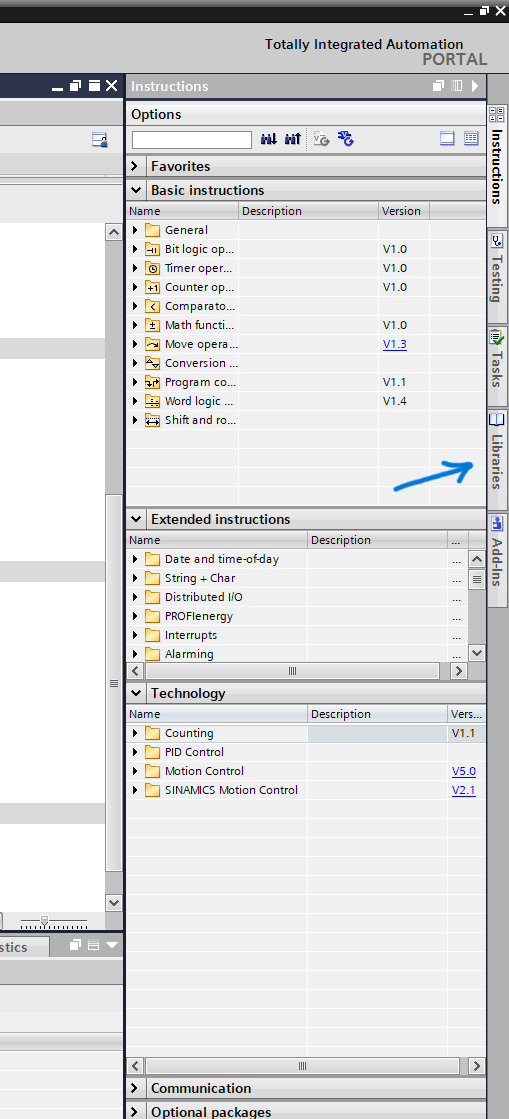 Totally Integrated Automation
PORTAL
Instructions
Options
Favorites
Basic instructions
Name Description Version
General
Bit logic op... V1.0
Timer oper... V1.0
Counter op... V1.0
Comparato...
Math functi... V1.0
Move opera... V1.3
Conversion ...
Program co... V1.1
Word logic ... V1.4
Shift and ro...
Extended instructions
Name Description ...
Date and time-of-day ...
String + Char ...
Distributed I/O ...
PROFIenergy ...
Interrupts ...
Alarming ...
Technology
Name Description Vers...
Counting V1.1
PID Control
Motion Control V5.0
SINAMICS Motion Control V2.1
Communication
Optional packages
Instructions
Testing
Tasks
Libraries
Add-Ins
stics